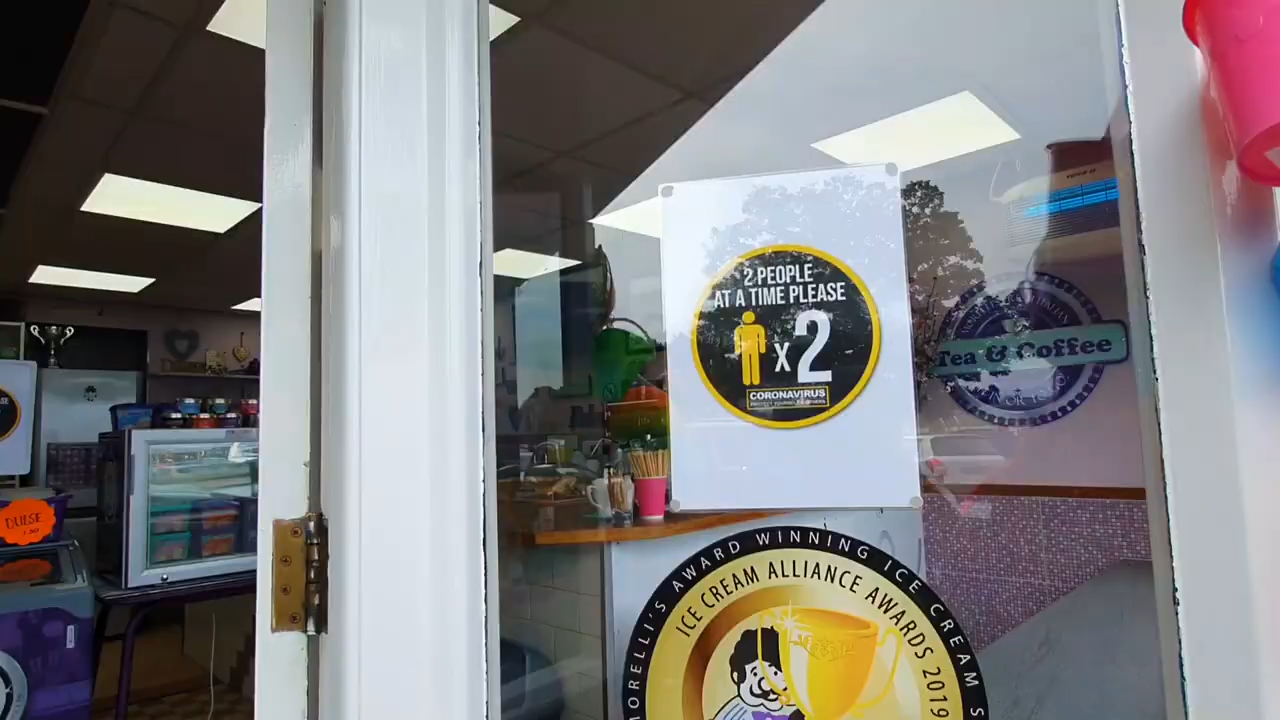 2 PEOPLE
AT A TIME PLEASE
x 2
CORONAVIRUS
Tea & Coffee
DULSE
MORELLI'S AWARD WINNING ICE CREAM
ICE CREAM ALLIANCE AWARDS 2019